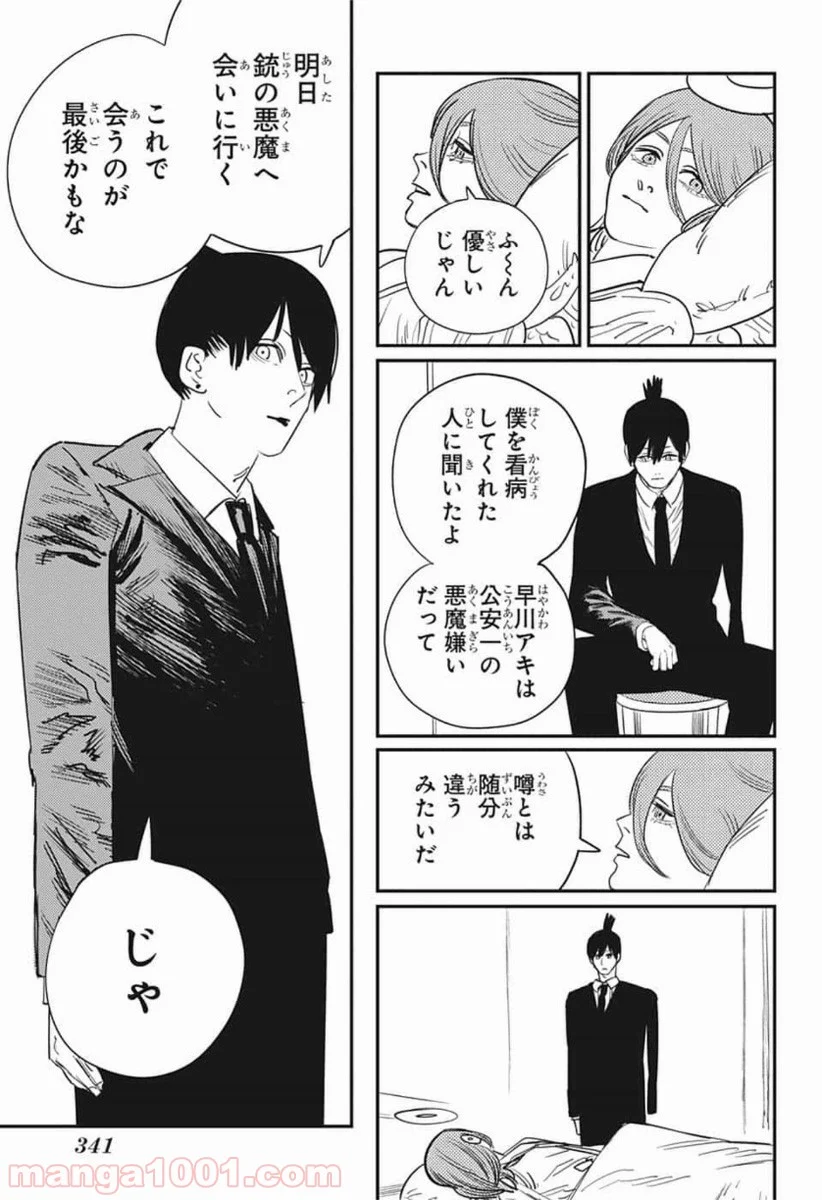 ふ〜ん
優しい
じゃん
僕を看病
してくれた
人に聞いたよ
早川アキは
公安一の
悪魔嫌い
だって
噂とは
随分
違う
みたいだ
明日
銃の悪魔へ
会いに行く
これで
会うのが
最後かもな
じゃ
341
manga1001.com